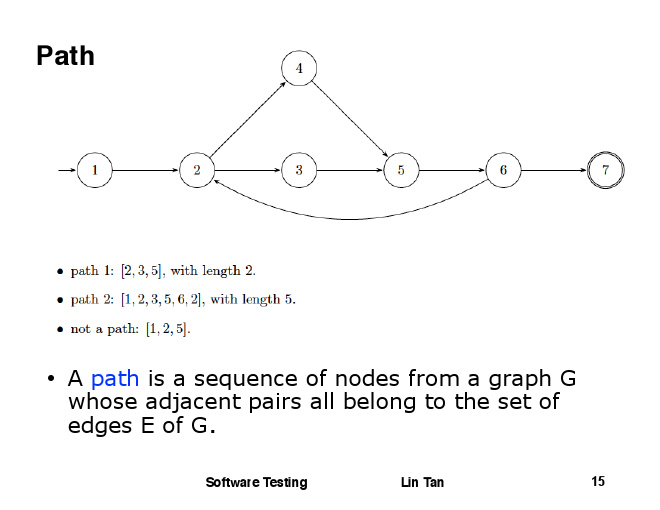 Path
4
1 2 3 5 6 7
• path 1: [2, 3, 5], with length 2.
• path 2: [1, 2, 3, 5, 6, 2], with length 5.
• not a path: [1, 2, 5].
• A path is a sequence of nodes from a graph G
whose adjacent pairs all belong to the set of
edges E of G.
Software Testing Lin Tan 15